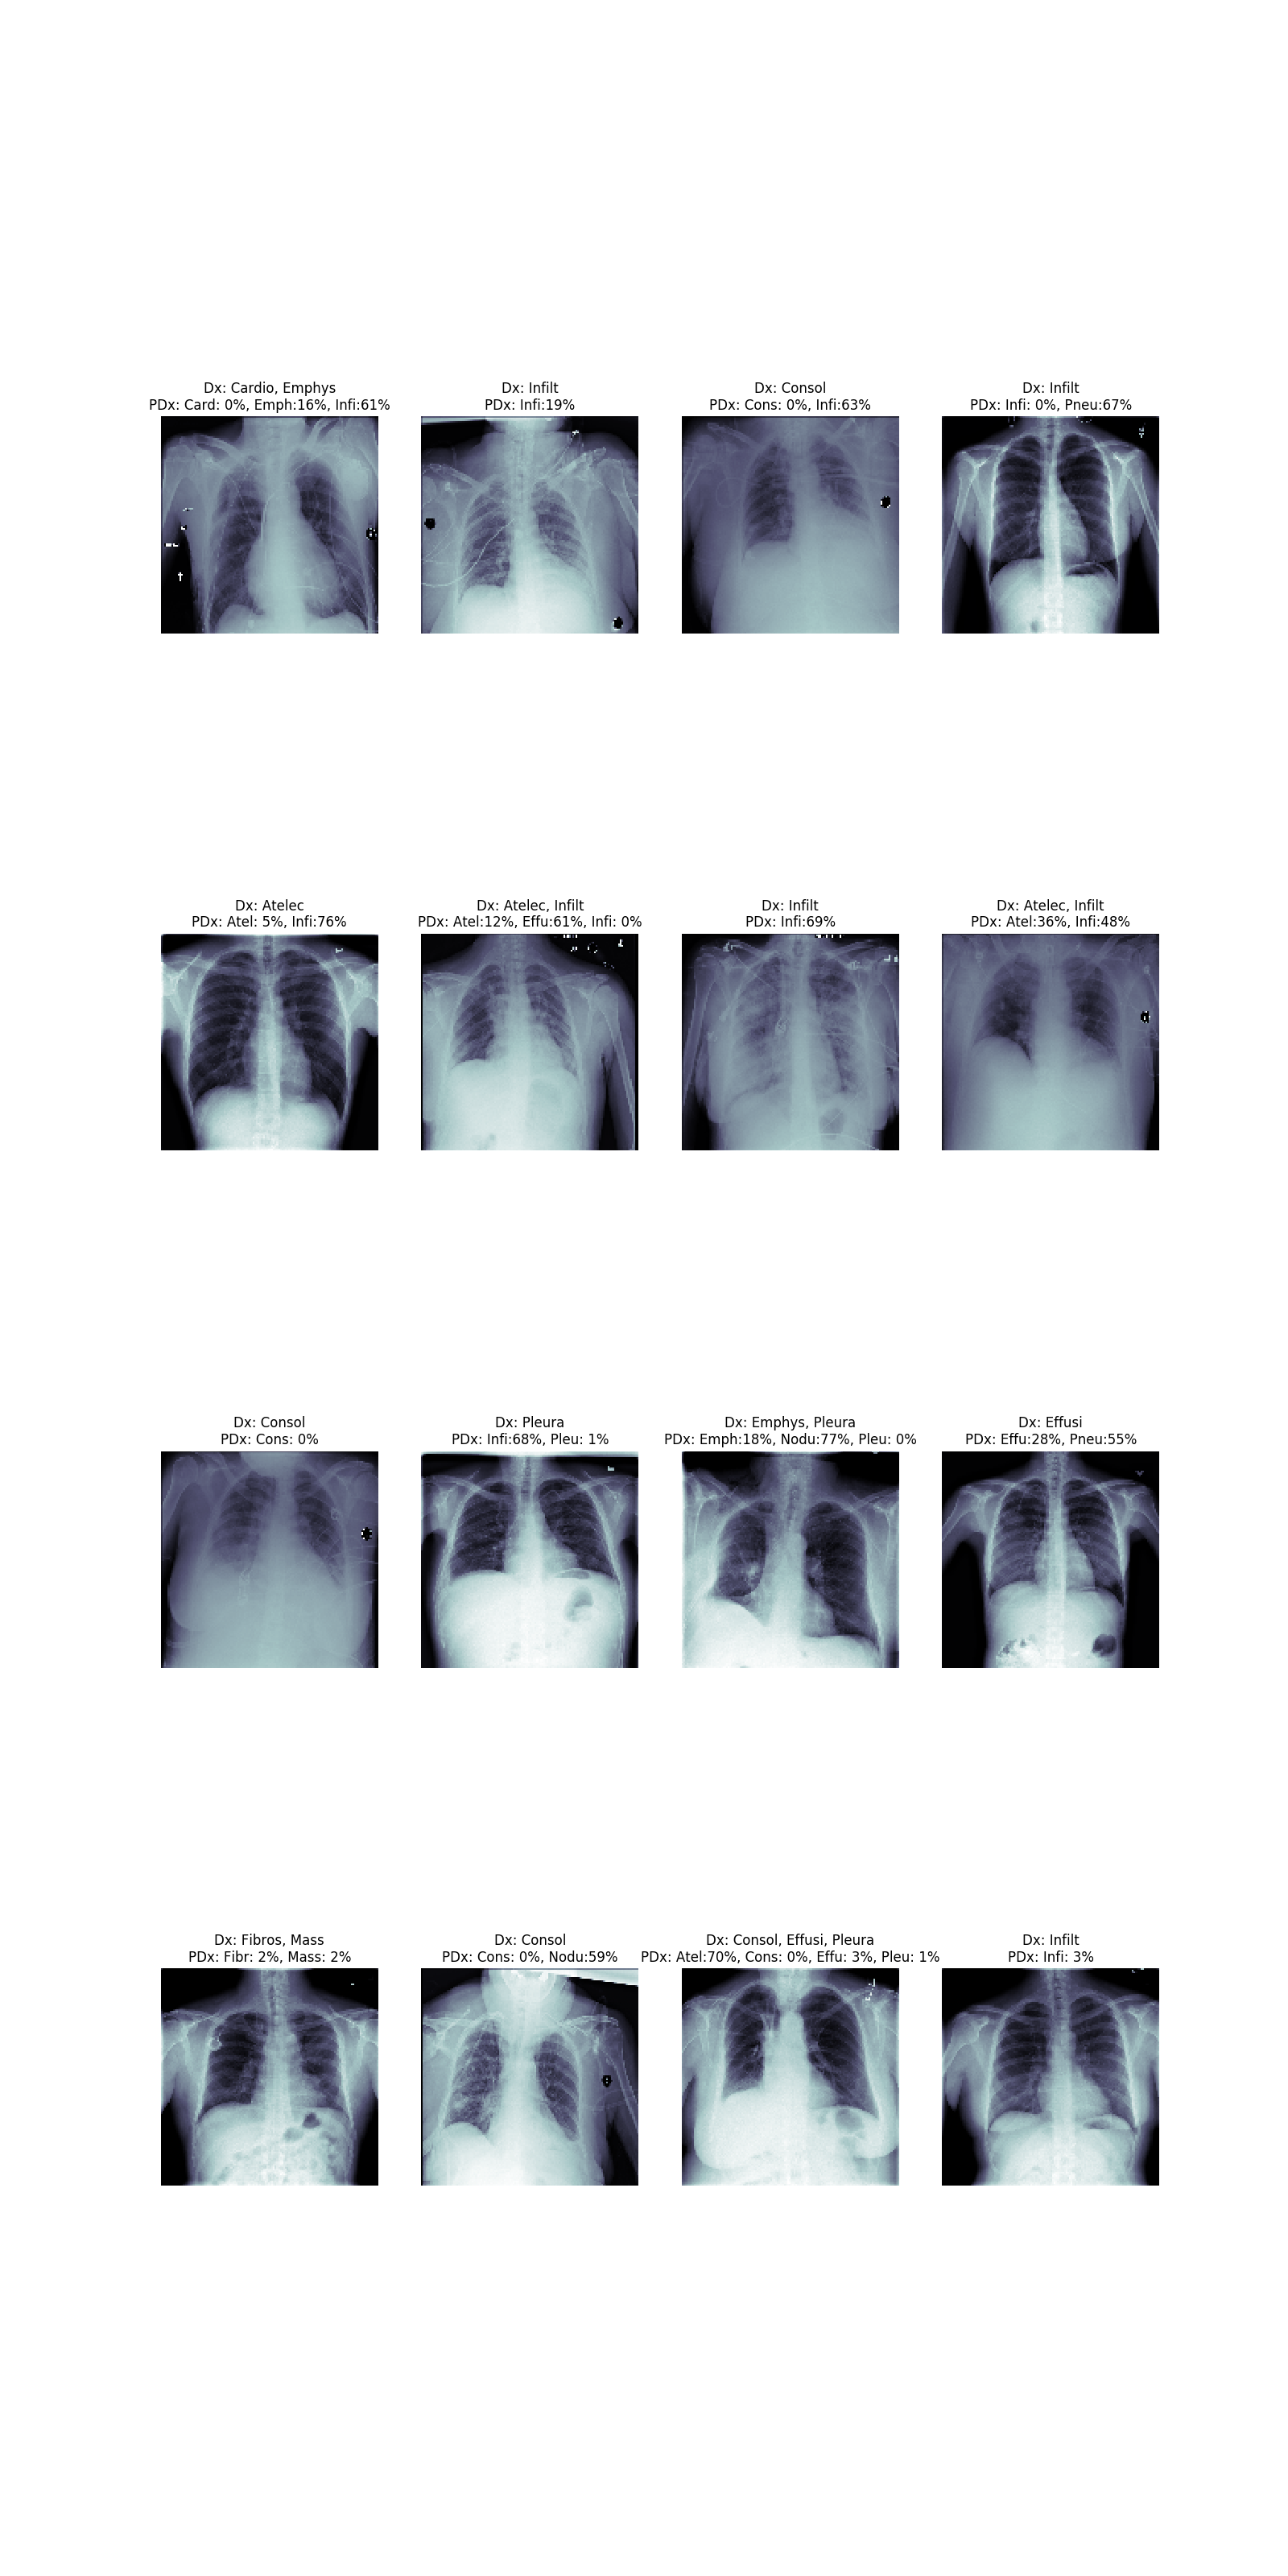 Dx: Cardio, Emphys
PDx: Card: 0%, Emph:16%, Infi:61%
Dx: Infilt
PDx: Infi:19%
Dx: Consol
PDx: Cons: 0%, Infi:63%
Dx: Infilt
PDx: Infi: 0%, Pneu:67%
Dx: Atelec
PDx: Atel: 5%, Infi:76%
Dx: Atelec, Infilt
PDx: Atel:12%, Effu:61%, Infi: 0%
Dx: Infilt
PDx: Infi:69%
Dx: Atelec, Infilt
PDx: Atel:36%, Infi:48%
Dx: Consol
PDx: Cons: 0%
Dx: Pleura
PDx: Infi:68%, Pleu: 1%
Dx: Emphys, Pleura
PDx: Emph:18%, Nodu:77%, Pleu: 0%
Dx: Effusi
PDx: Effu:28%, Pneu:55%
Dx: Fibros, Mass
PDx: Fibr: 2%, Mass: 2%
Dx: Consol
PDx: Cons: 0%, Nodu:59%
Dx: Consol, Effusi, Pleura
PDx: Atel:70%, Cons: 0%, Effu: 3%, Pleu: 1%
Dx: Infilt
PDx: Infi: 3%